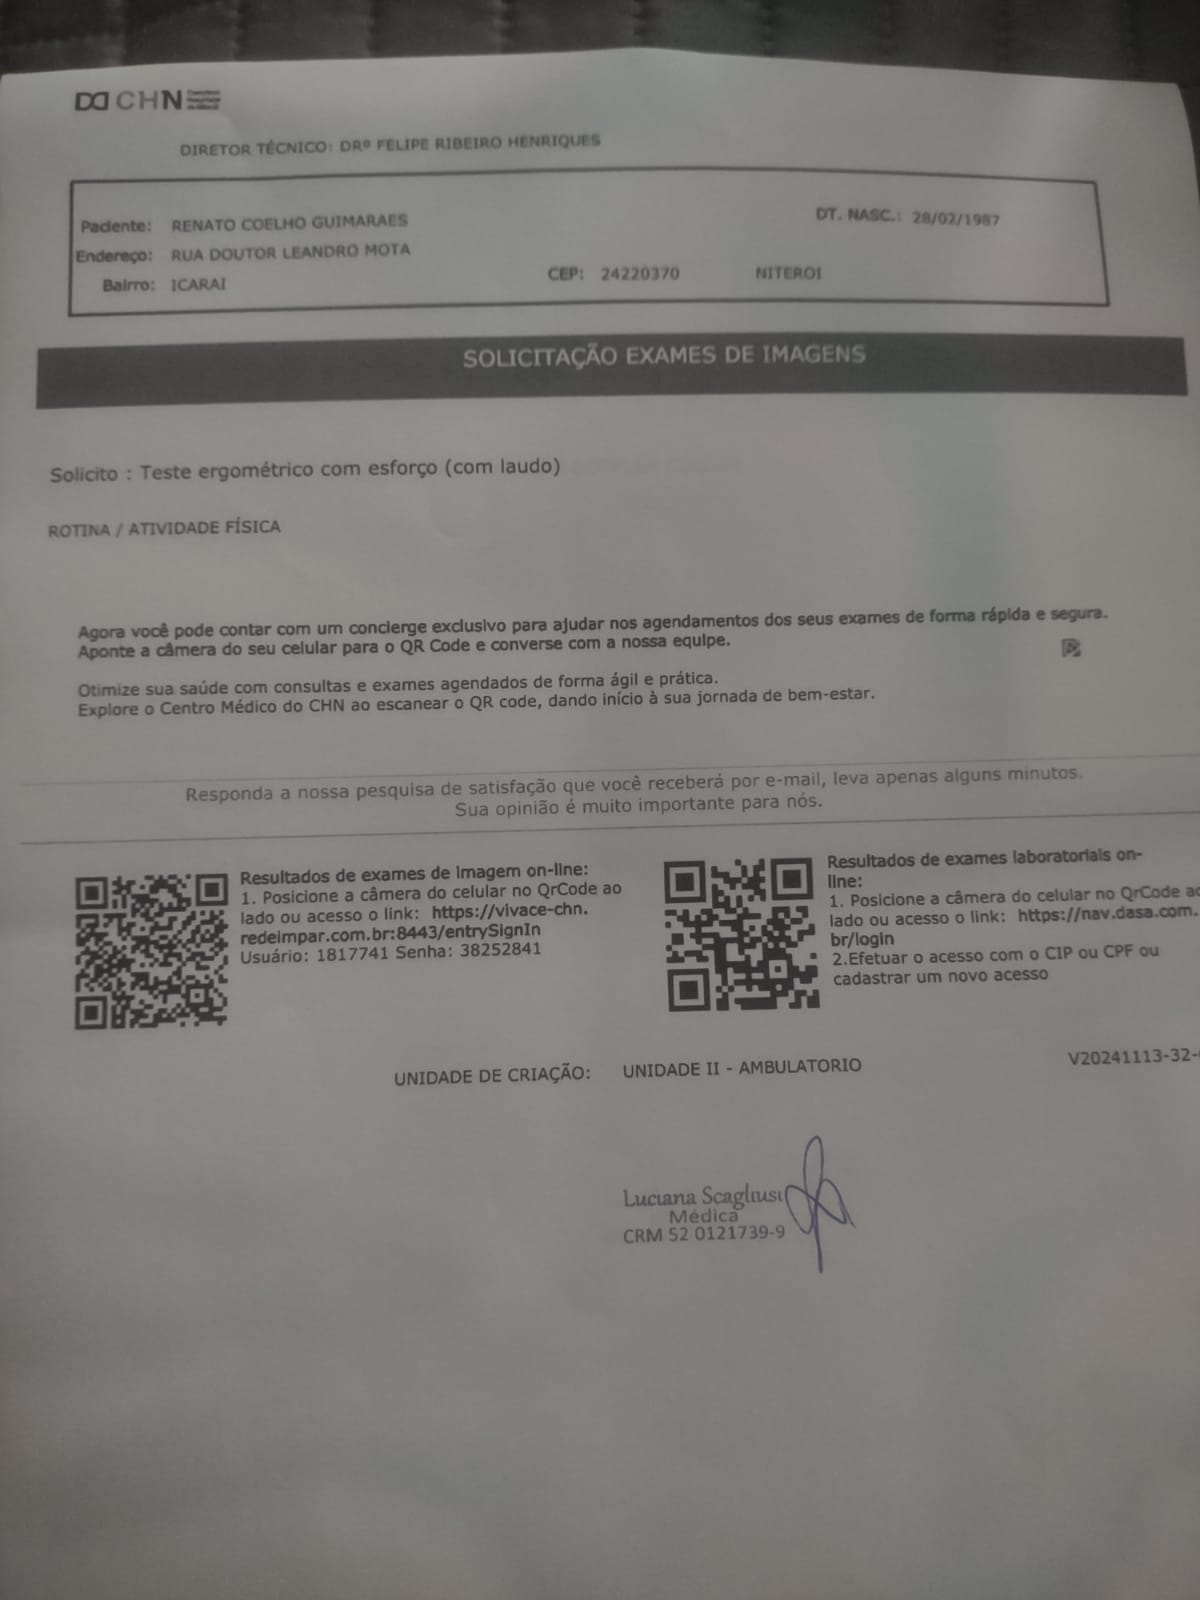 CHN
DIRETOR TÉCNICO: DRº FELIPE RIBEIRO HENRIQUES
Paciente: RENATO COELHO GUIMARAES DT. NASC.: 28/02/1987
Endereço: RUA DOUTOR LEANDRO MOTA
Bairro: ICARAI CEP: 24220370 NITEROI
SOLICITAÇÃO EXAMES DE IMAGENS
Solicito : Teste ergométrico com esforço (com laudo)
ROTINA / ATIVIDADE FÍSICA
Agora você pode contar com um concierge exclusivo para ajudar nos agendamentos dos seus exames de forma rápida e segura.
Aponte a câmera do seu celular para o QR Code e converse com a nossa equipe.
Otimize sua saúde com consultas e exames agendados de forma ágil e prática.
Explore o Centro Médico do CHN ao escanear o QR code, dando início à sua jornada de bem-estar.
Responda a nossa pesquisa de satisfação que você receberá por e-mail, leva apenas alguns minutos.
Sua opinião é muito importante para nós.
Resultados de exames de imagem on-line:
1. Posicione a câmera do celular no QrCode ao
lado ou acesso o link: https://vivace-chn.
redeimpar.com.br:8443/entrySignIn
Usuário: 1817741 Senha: 38252841
Resultados de exames laboratoriais on-
line:
1. Posicione a câmera do celular no QrCode ao
lado ou acesso o link: https://nav.dasa.com.
br/login
2.Efetuar o acesso com o CIP ou CPF ou
cadastrar um novo acesso
UNIDADE DE CRIAÇÃO: UNIDADE II - AMBULATORIO V20241113-32-
Luciana Scagliusi
Médica
CRM 52 0121739-9